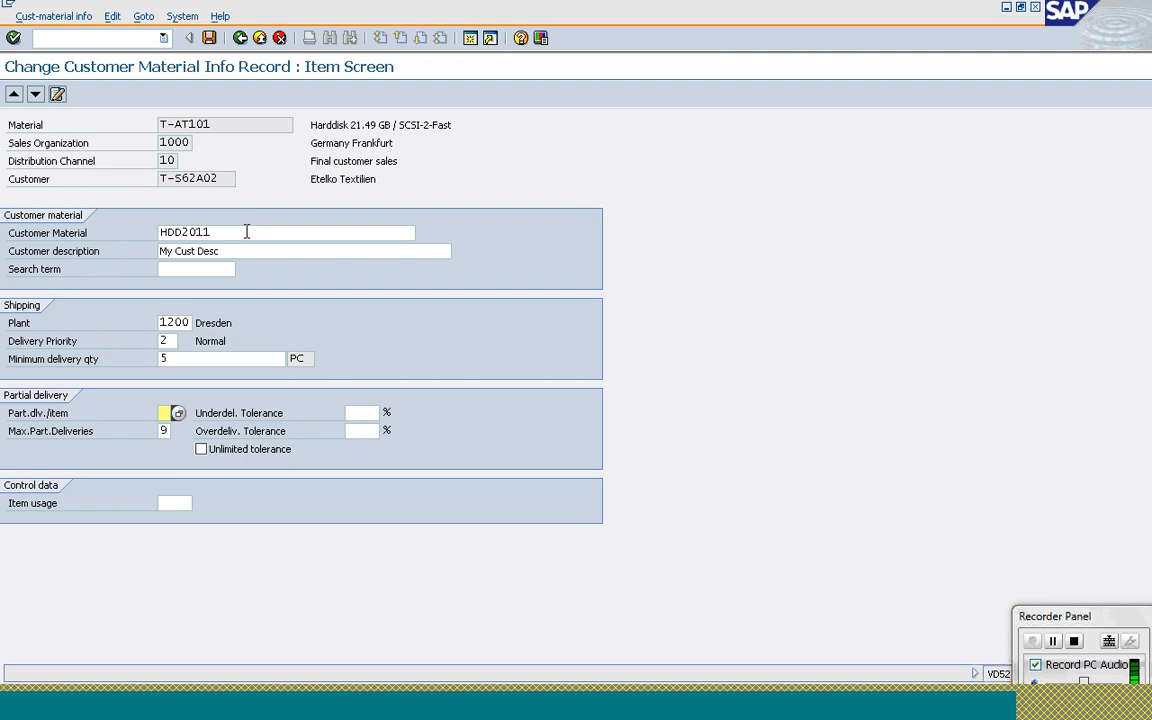 Cust-material info Edit Goto System Help
SAP
Change Customer Material Info Record : Item Screen
Material T-AT101 Harddisk 21.49 GB / SCSI-2-Fast
Sales Organization 1000 Germany Frankfurt
Distribution Channel 10 Final customer sales
Customer T-S62A02 Etelko Textilien
Customer material
Customer Material HDD2011
Customer description My Cust Desc
Search term
Shipping
Plant 1200 Dresden
Delivery Priority 2 Normal
Minimum delivery qty 5 PC
Partial delivery
Part.dlv./item Underdel. Tolerance %
Max.Part.Deliveries 9 Overdeliv. Tolerance %
Unlimited tolerance
Control data
Item usage
Recorder Panel
Record PC Audio
VD52